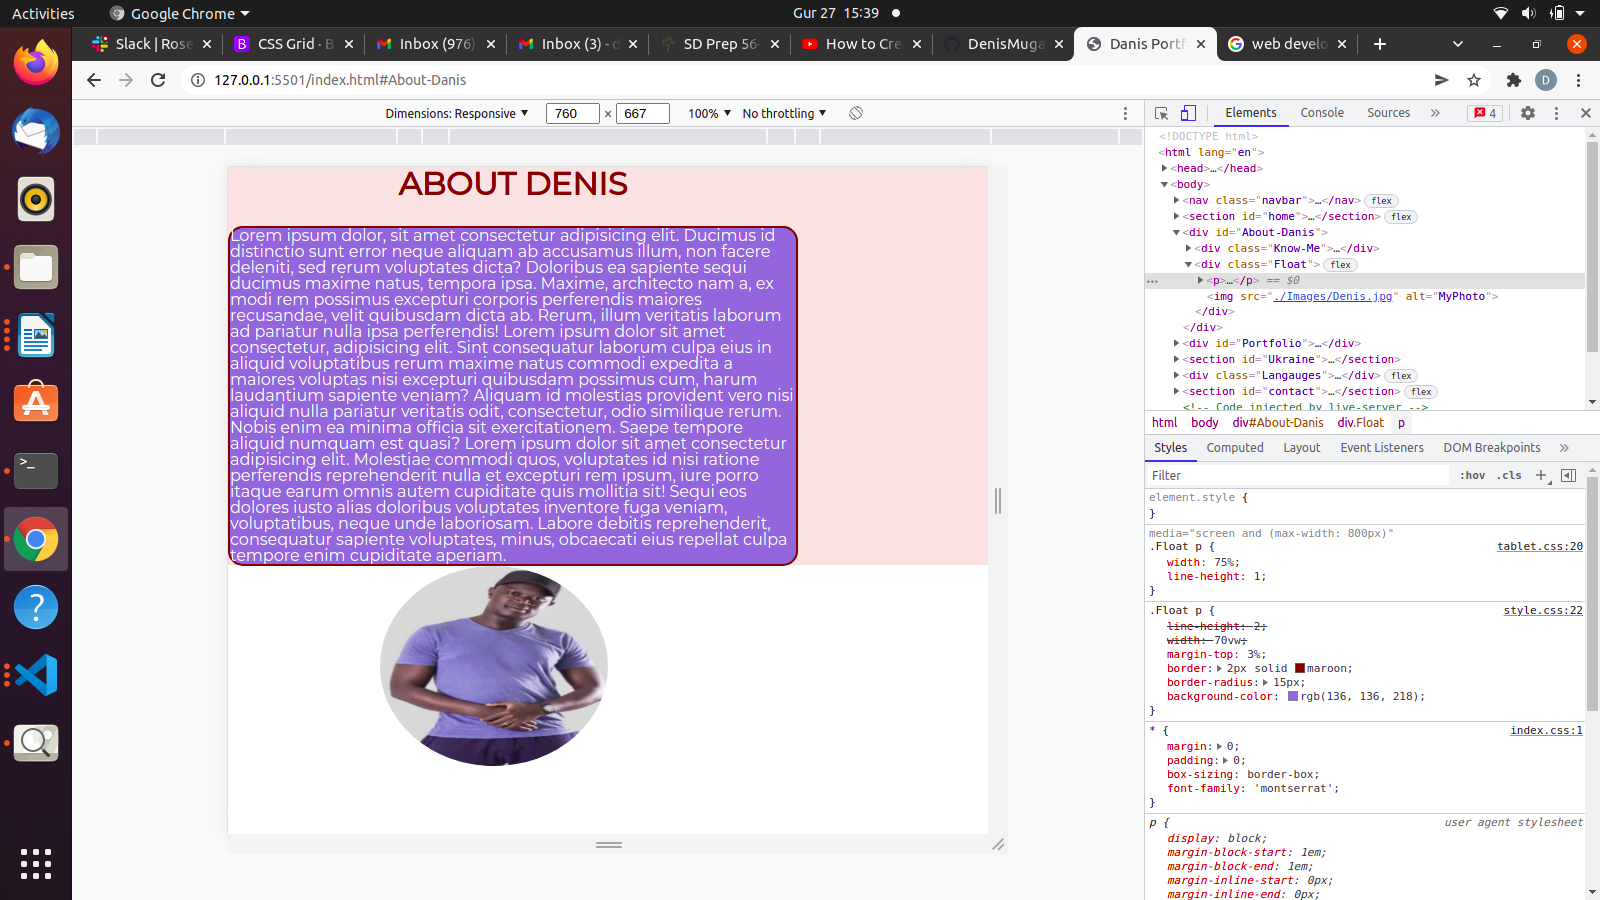 Activities
Google Chrome
Gur 27 15:39
Slack | Rose
CSS Grid · B
Inbox (976)
Inbox (3) - d
SD Prep 56-
How to Cre
DenisMuga
Danis Portf
web develo
127.0.0.1:5501/index.html#About-Danis
D
Dimensions: Responsive
760 × 667
100%
No throttling
Elements
Console
Sources
4
ABOUT DENIS
Lorem ipsum dolor, sit amet consectetur adipisicing elit. Ducimus id
distinctio sunt error neque aliquam ab accusamus illum, non facere
deleniti, sed rerum voluptates dicta? Doloribus ea sapiente sequi
ducimus maxime natus, tempora ipsa. Maxime, architecto nam a, ex
modi rem possimus excepturi corporis perferendis maiores
recusandae, velit quibusdam dicta ab. Rerum, illum veritatis laborum
ad pariatur nulla ipsa perferendis! Lorem ipsum dolor sit amet
consectetur, adipisicing elit. Sint consequatur laborum culpa eius in
aliquid voluptatibus rerum maxime natus commodi expedita a
maiores voluptas nisi excepturi quibusdam possimus cum, harum
laudantium sapiente veniam? Aliquam id molestias provident vero nisi
aliquid nulla pariatur veritatis odit, consectetur, odio similique rerum.
Nobis enim ea minima officia sit exercitationem. Saepe tempore
aliquid numquam est quasi? Lorem ipsum dolor sit amet consectetur
adipisicing elit. Molestiae commodi quos, voluptates id nisi ratione
perferendis reprehenderit nulla et excepturi rem ipsum, iure porro
itaque earum omnis autem cupiditate quis mollitia sit! Sequi eos
dolores iusto alias doloribus voluptates inventore fuga veniam,
voluptatibus, neque unde laboriosam. Labore debitis reprehenderit,
consequatur sapiente voluptates, minus, obcaecati eius repellat culpa
tempore enim cupiditate aperiam.
<!DOCTYPE html>
<html lang="en">
<head>…</head>
<body>
<nav class="navbar">…</nav> flex
<section id="home">…</section> flex
<div id="About-Danis">
<div class="Know-Me">…</div>
<div class="Float"> flex
<p>…</p> == $0
<img src="./Images/Denis.jpg" alt="MyPhoto">
</div>
</div>
<div id="Portfolio">…</div>
<section id="Ukraine">…</section>
<div class="Langauges">…</div> flex
<section id="contact">…</section> flex
<!-- Code injected by live-server -->
html body div#About-Danis div.Float p
Styles
Computed
Layout
Event Listeners
DOM Breakpoints
Filter
:hov
.cls
element.style {
}
media="screen and (max-width: 800px)"
.Float p { tablet.css:20
width: 75%;
line-height: 1;
}
.Float p { style.css:22
line-height: 2;
width: 70vw;
margin-top: 3%;
border: 2px solid maroon;
border-radius: 15px;
background-color: rgb(136, 136, 218);
}
* { index.css:1
margin: 0;
padding: 0;
box-sizing: border-box;
font-family: 'montserrat';
}
p { user agent stylesheet
display: block;
margin-block-start: 1em;
margin-block-end: 1em;
margin-inline-start: 0px;
margin-inline-end: 0px;